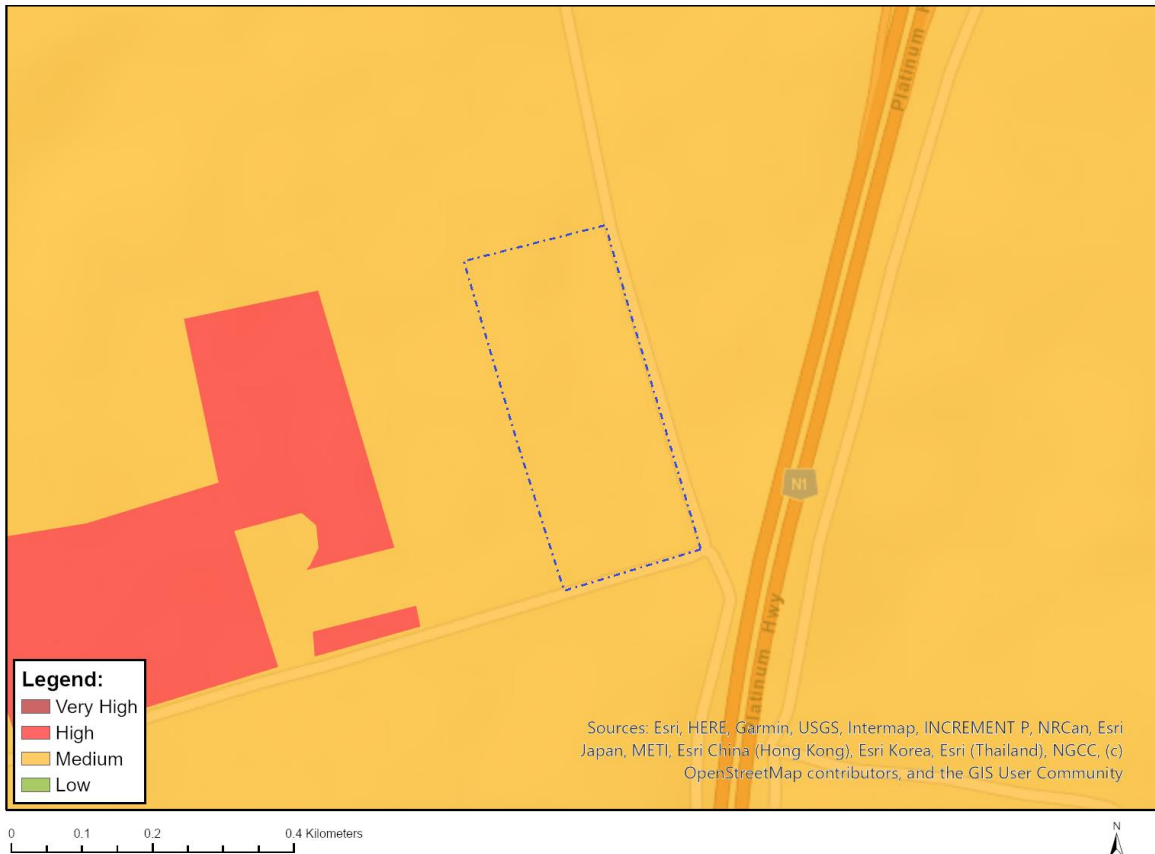 Platinum H
N1
Platinum Hwy
Legend:
Very High
High
Medium
Low
Sources: Esri, HERE, Garmin, USGS, Intermap, INCREMENT P, NRCan, Esri
Japan, METI, Esri China (Hong Kong), Esri Korea, Esri (Thailand), NGCC, (c)
OpenStreetMap contributors, and the GIS User Community
0 0.1 0.2 0.4 Kilometers
N